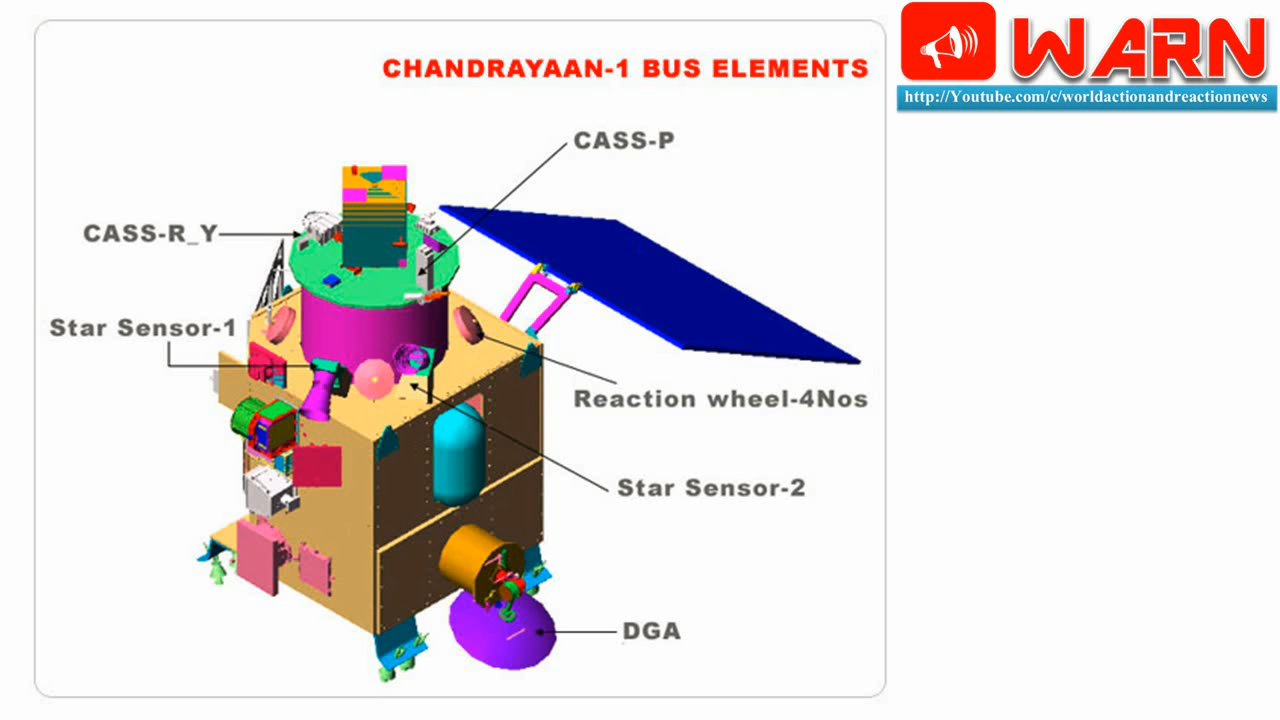 CHANDRAYAAN-1 BUS ELEMENTS
WARN
http://Youtube.com/c/worldactionandreactionnews
CASS-P
CASS-R_Y
Star Sensor-1
Reaction wheel-4Nos
Star Sensor-2
DGA